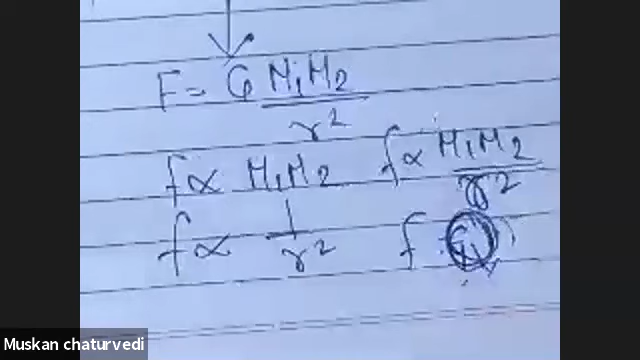 F = G M₁M₂ / r²
f ∝ M₁M₂ f ∝ M₁M₂ / r²
f ∝ 1 / r² f
Muskan chaturvedi